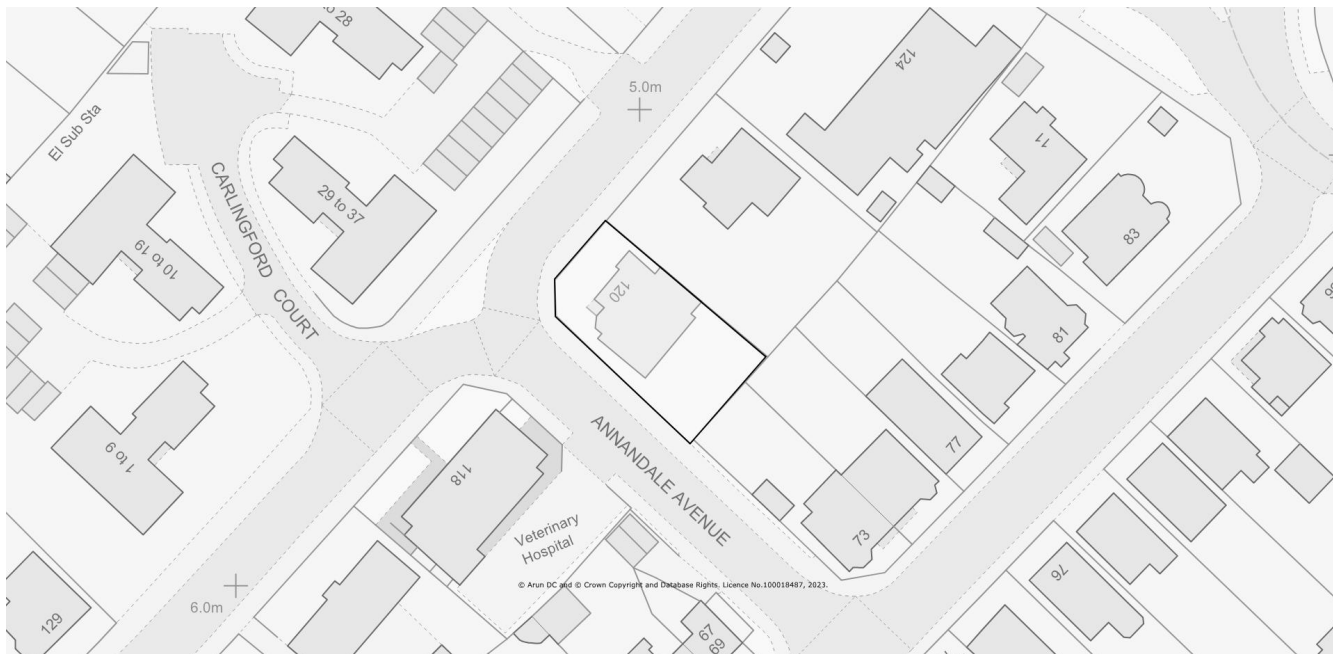 to 28
124
5.0m
El Sub Sta
11
CARLINGFORD COURT
29 to 37
83
10 to 19
120
81
ANNANDALE AVENUE
77
1 to 9
118
Veterinary
Hospital
73
© Arun DC and © Crown Copyright and Database Rights. Licence No.100018487, 2023.
76
6.0m
129
67
69